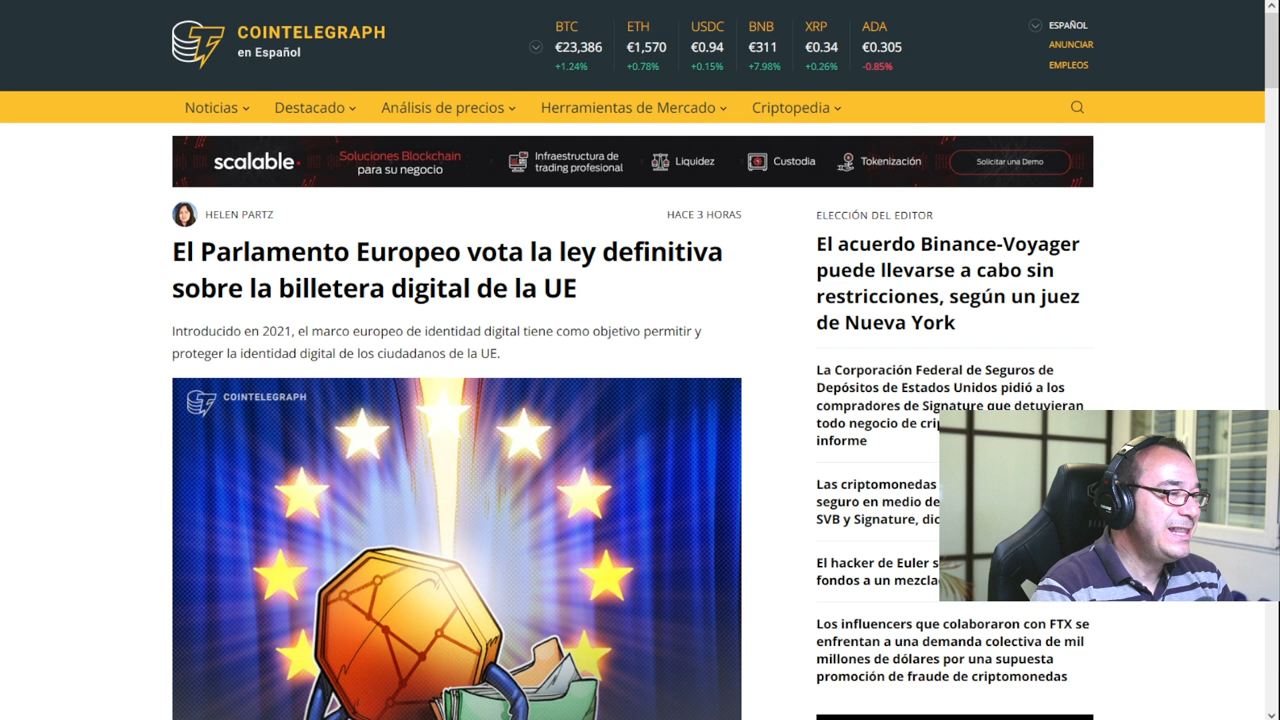 COINTELEGRAPH
en Español
BTC
€23,386
+1.24%
ETH
€1,570
+0.78%
USDC
€0.94
+0.15%
BNB
€311
+7.98%
XRP
€0.34
+0.26%
ADA
€0.305
-0.85%
ESPAÑOL
ANUNCIAR
EMPLEOS
Noticias
Destacado
Análisis de precios
Herramientas de Mercado
Criptopedia
scalable.
Soluciones Blockchain
para su negocio
Infraestructura de
trading profesional
Liquidez
Custodia
Tokenización
Solicitar una Demo
HELEN PARTZ
HACE 3 HORAS
El Parlamento Europeo vota la ley definitiva
sobre la billetera digital de la UE
Introducido en 2021, el marco europeo de identidad digital tiene como objetivo permitir y
proteger la identidad digital de los ciudadanos de la UE.
COINTELEGRAPH
ELECCIÓN DEL EDITOR
El acuerdo Binance-Voyager
puede llevarse a cabo sin
restricciones, según un juez
de Nueva York
La Corporación Federal de Seguros de
Depósitos de Estados Unidos pidió a los
compradores de Signature que detuvieran
todo negocio de
informe
Las criptomonedas
seguro en medio de
SVB y Signature,
El hacker de Euler
fondos a un
Los influencers que colaboraron con FTX se
enfrentan a una demanda colectiva de mil
millones de dólares por una supuesta
promoción de fraude de criptomonedas